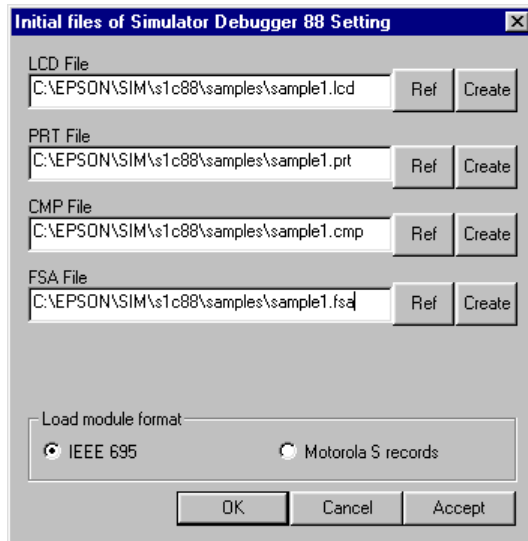 Initial files of Simulator Debugger 88 Setting
LCD File
C:\EPSON\SIM\s1c88\samples\sample1.lcd Ref Create
PRT File
C:\EPSON\SIM\s1c88\samples\sample1.prt Ref Create
CMP File
C:\EPSON\SIM\s1c88\samples\sample1.cmp Ref Create
FSA File
C:\EPSON\SIM\s1c88\samples\sample1.fsa Ref Create
Load module format
IEEE 695 Motorola S records
OK Cancel Accept